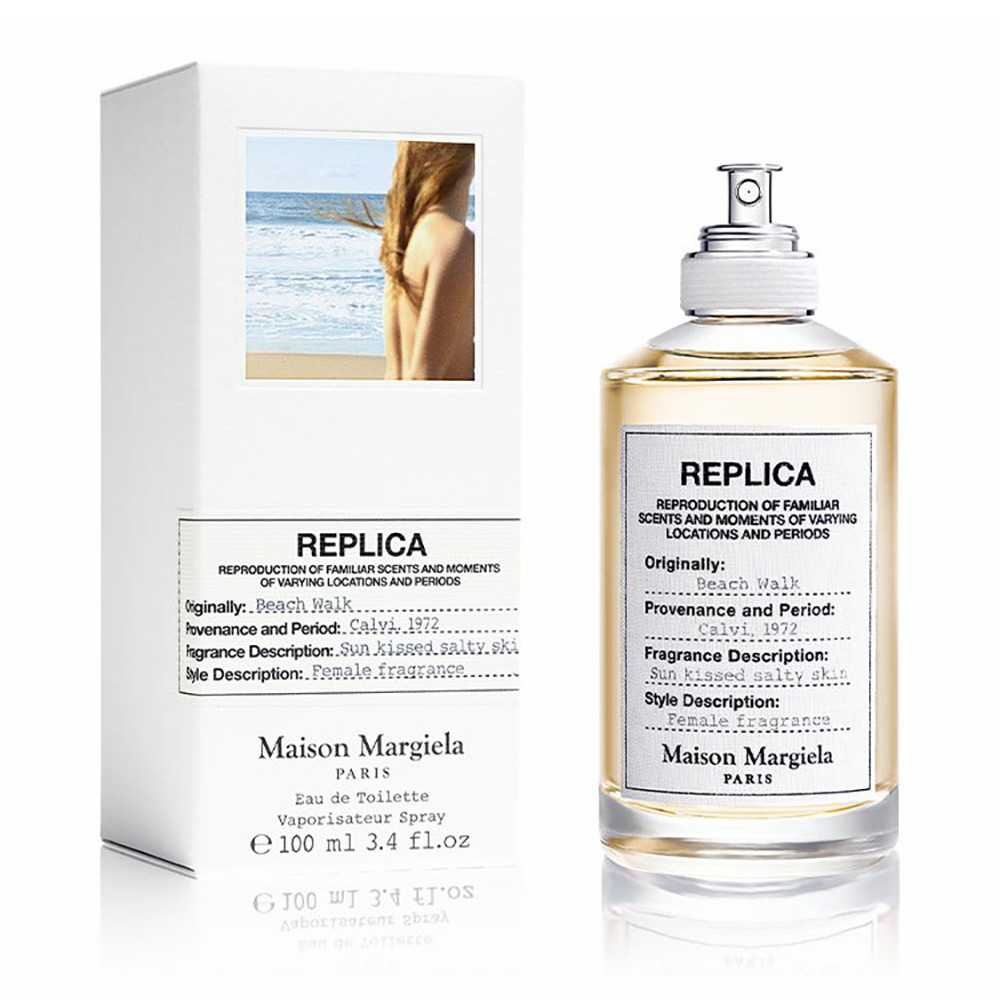 REPLICA
REPRODUCTION OF FAMILIAR SCENTS AND MOMENTS
OF VARYING LOCATIONS AND PERIODS
Originally: Beach Walk
Provenance and Period: Calvi, 1972
Fragrance Description: Sun kissed salty ski
Style Description: Female fragrance
Maison Margiela
PARIS
Eau de Toilette
Vaporisateur Spray
℮ 100 ml 3.4 fl.oz
REPLICA
REPRODUCTION OF FAMILIAR
SCENTS AND MOMENTS OF VARYING
LOCATIONS AND PERIODS
Originally:
Beach Walk
Provenance and Period:
Calvi, 1972
Fragrance Description:
Sun kissed salty skin
Style Description:
Female fragrance
Maison Margiela
PARIS